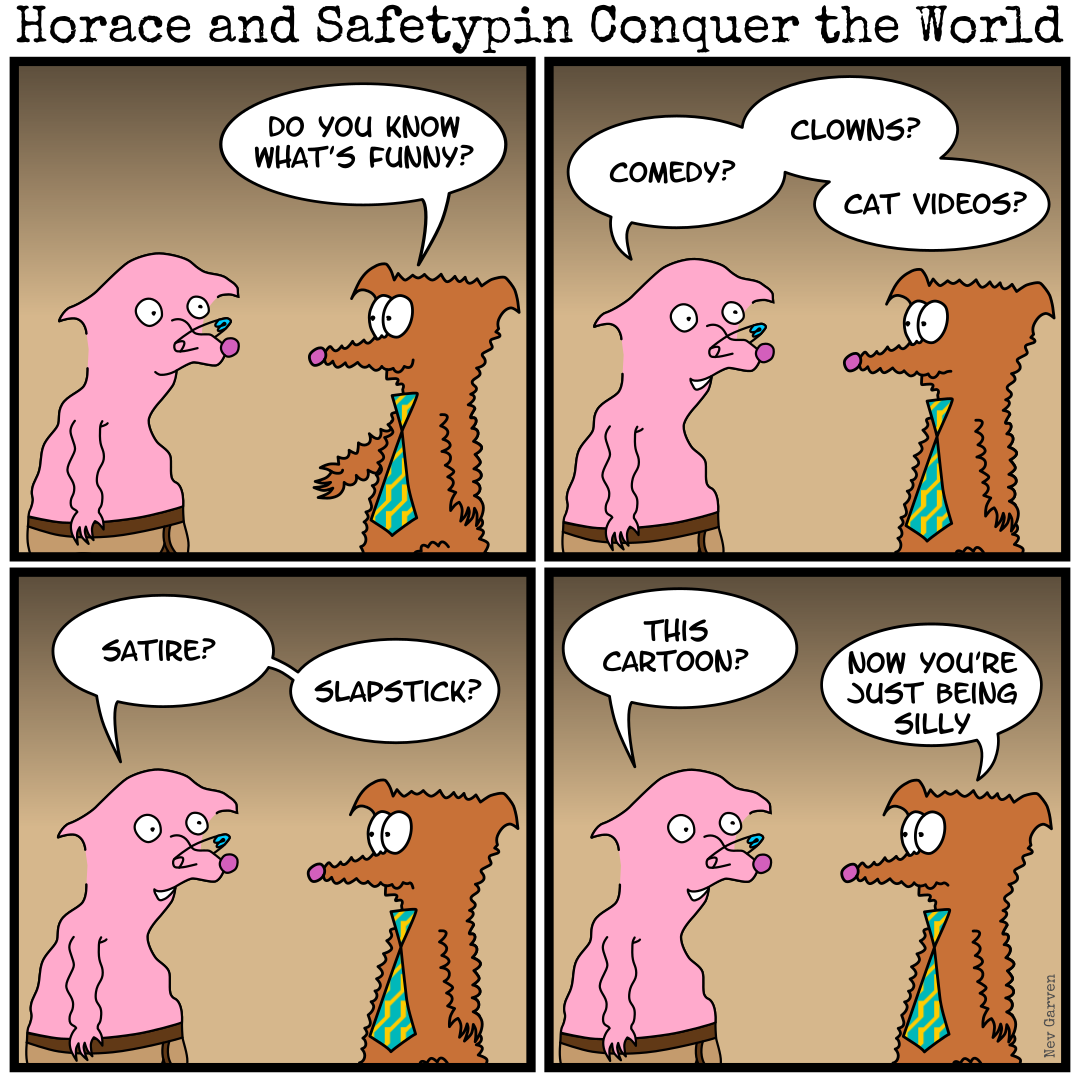 Horace and Safetypin Conquer the World
DO YOU KNOW
WHAT'S FUNNY?
COMEDY?
CLOWNS?
CAT VIDEOS?
SATIRE?
SLAPSTICK?
THIS
CARTOON?
NOW YOU'RE
JUST BEING
SILLY
Nev Garven